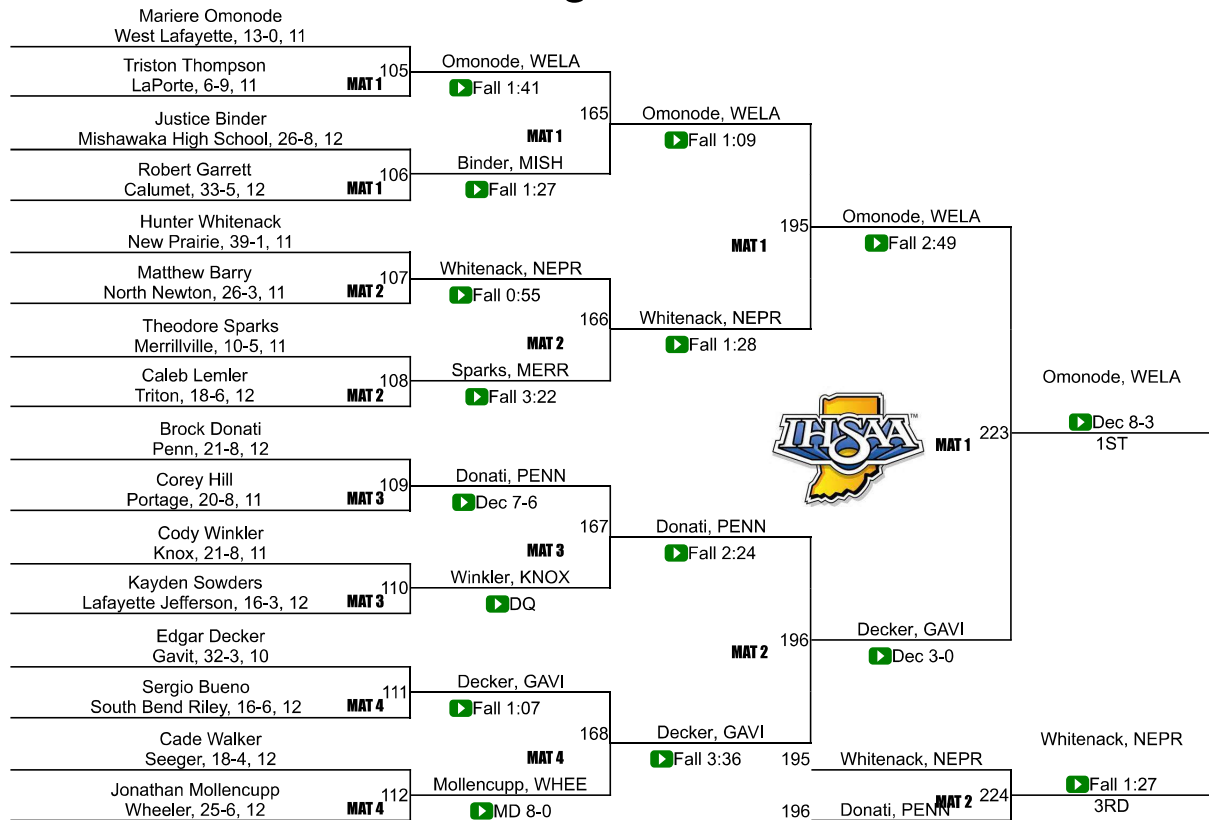 Mariere Omonode
West Lafayette, 13-0, 11
Triston Thompson
LaPorte, 6-9, 11
MAT 1
105
Omonode, WELA
Fall 1:41
Justice Binder
Mishawaka High School, 26-8, 12
Robert Garrett
Calumet, 33-5, 12
MAT 1
106
Binder, MISH
Fall 1:27
165
MAT 1
Omonode, WELA
Fall 1:09
Hunter Whitenack
New Prairie, 39-1, 11
Matthew Barry
North Newton, 26-3, 11
MAT 2
107
Whitenack, NEPR
Fall 0:55
Theodore Sparks
Merrillville, 10-5, 11
Caleb Lemler
Triton, 18-6, 12
MAT 2
108
Sparks, MERR
Fall 3:22
166
MAT 2
Whitenack, NEPR
Fall 1:28
195
MAT 1
Omonode, WELA
Fall 2:49
Brock Donati
Penn, 21-8, 12
Corey Hill
Portage, 20-8, 11
MAT 3
109
Donati, PENN
Dec 7-6
Cody Winkler
Knox, 21-8, 11
Kayden Sowders
Lafayette Jefferson, 16-3, 12
MAT 3
110
Winkler, KNOX
DQ
167
MAT 3
Donati, PENN
Fall 2:24
Edgar Decker
Gavit, 32-3, 10
Sergio Bueno
South Bend Riley, 16-6, 12
MAT 4
111
Decker, GAVI
Fall 1:07
Cade Walker
Seeger, 18-4, 12
Jonathan Mollencupp
Wheeler, 25-6, 12
MAT 4
112
Mollencupp, WHEE
MD 8-0
168
MAT 4
Decker, GAVI
Fall 3:36
196
MAT 2
Decker, GAVI
Dec 3-0
IHSAA™
MAT 1
223
Omonode, WELA
Dec 8-3
1ST
195
Whitenack, NEPR
196
Donati, PENN
MAT 2
224
Whitenack, NEPR
Fall 1:27
3RD